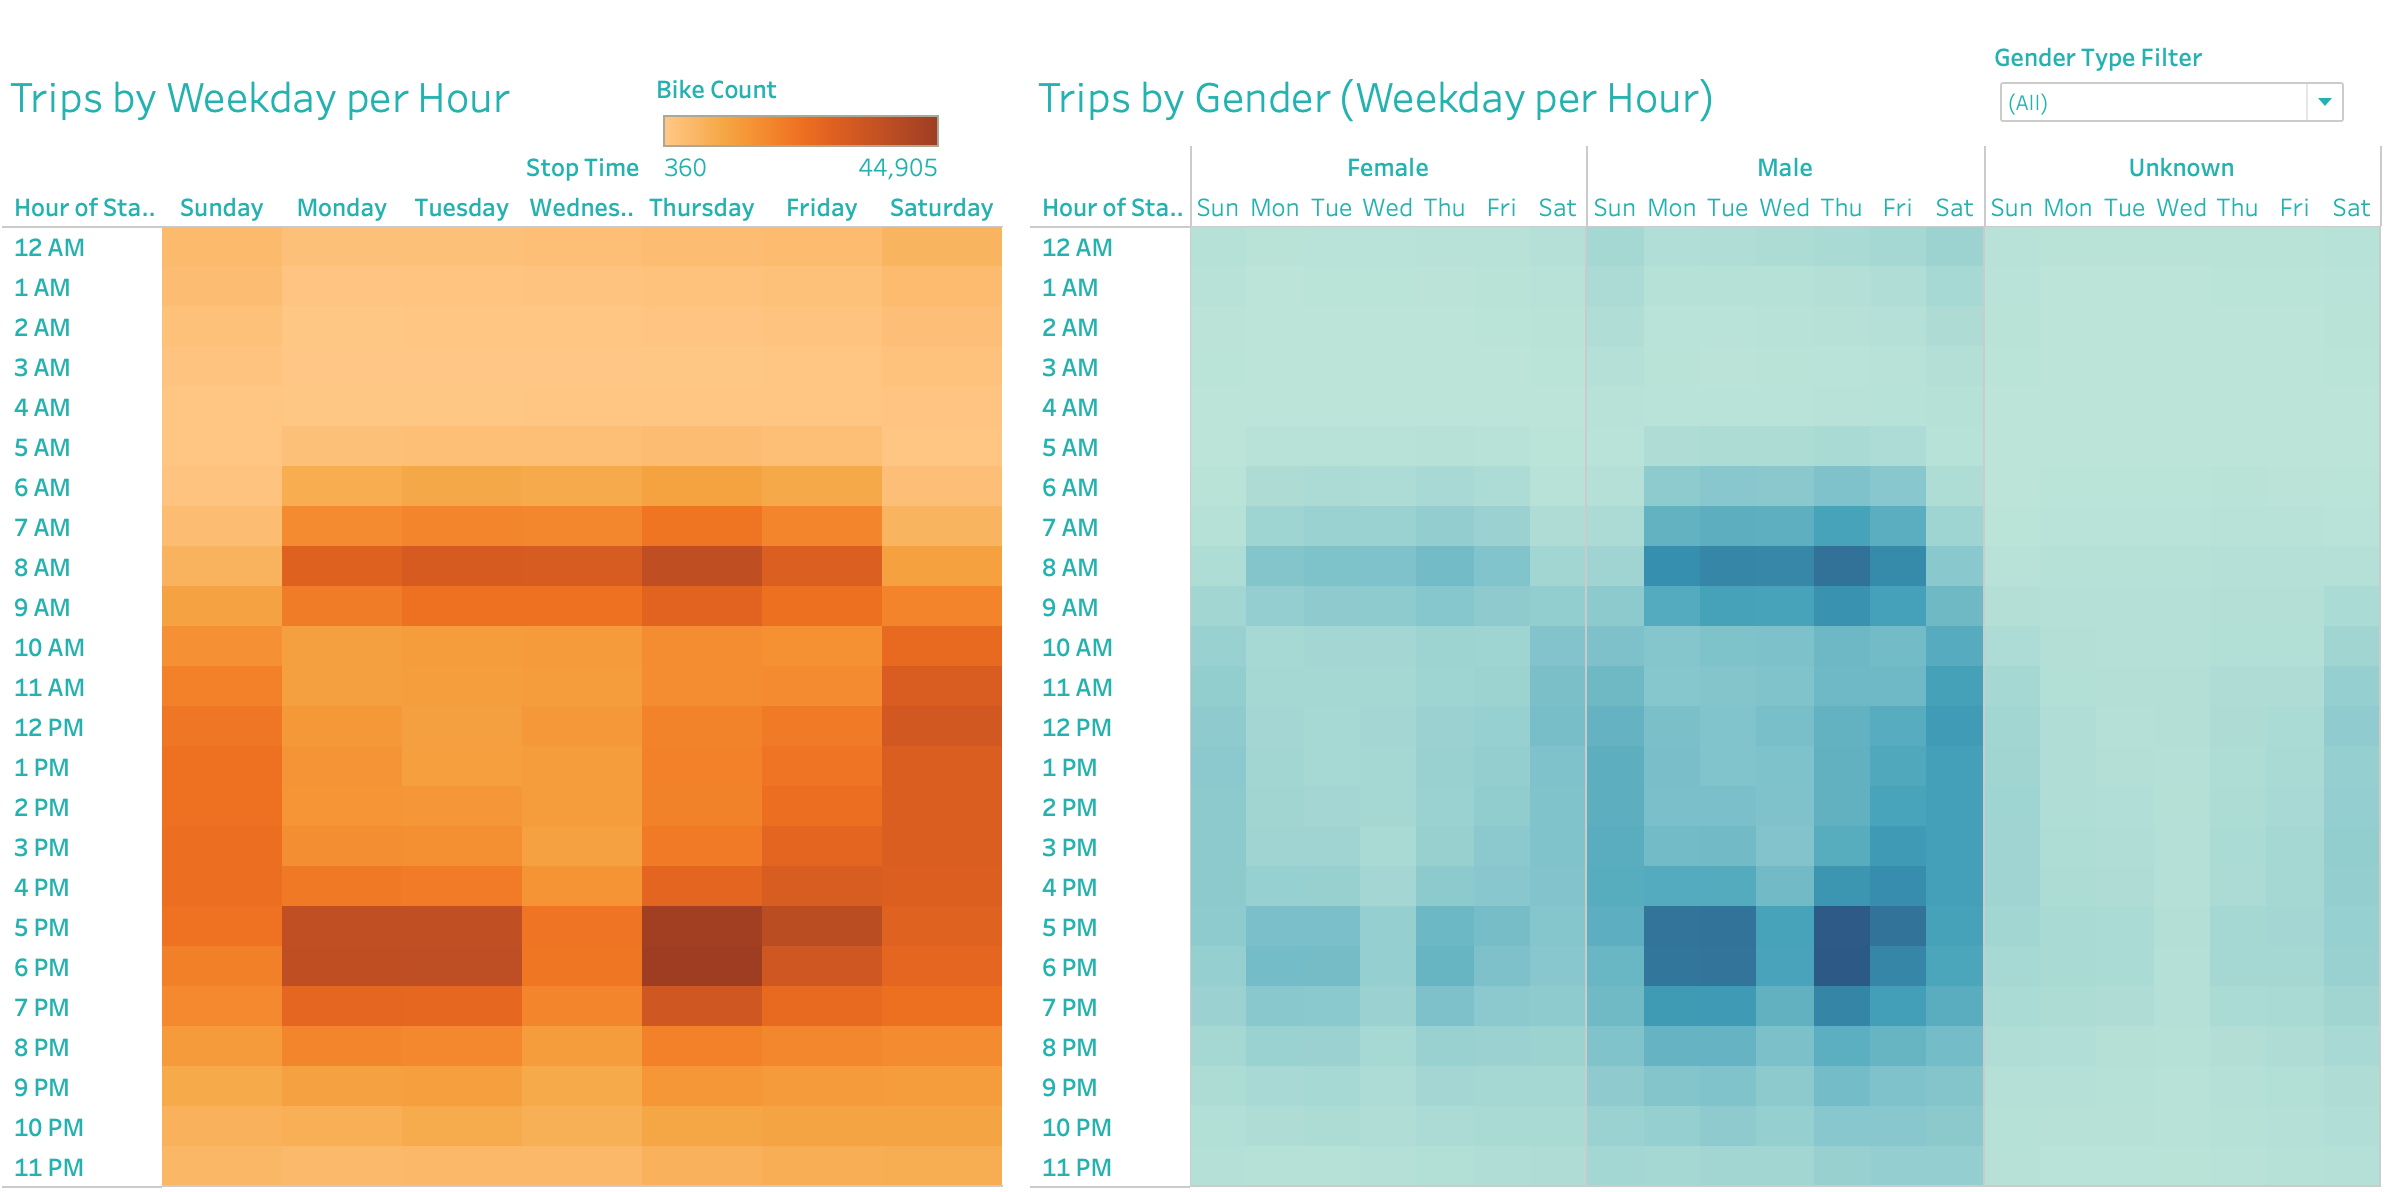 Gender Type Filter
Trips by Weekday per Hour
Bike Count
Trips by Gender (Weekday per Hour)
(All)
Stop Time 360 44,905
Female Male Unknown
Hour of Sta.. Sunday Monday Tuesday Wednes.. Thursday Friday Saturday
Hour of Sta.. Sun Mon Tue Wed Thu Fri Sat Sun Mon Tue Wed Thu Fri Sat Sun Mon Tue Wed Thu Fri Sat
12 AM 12 AM
1 AM 1 AM
2 AM 2 AM
3 AM 3 AM
4 AM 4 AM
5 AM 5 AM
6 AM 6 AM
7 AM 7 AM
8 AM 8 AM
9 AM 9 AM
10 AM 10 AM
11 AM 11 AM
12 PM 12 PM
1 PM 1 PM
2 PM 2 PM
3 PM 3 PM
4 PM 4 PM
5 PM 5 PM
6 PM 6 PM
7 PM 7 PM
8 PM 8 PM
9 PM 9 PM
10 PM 10 PM
11 PM 11 PM